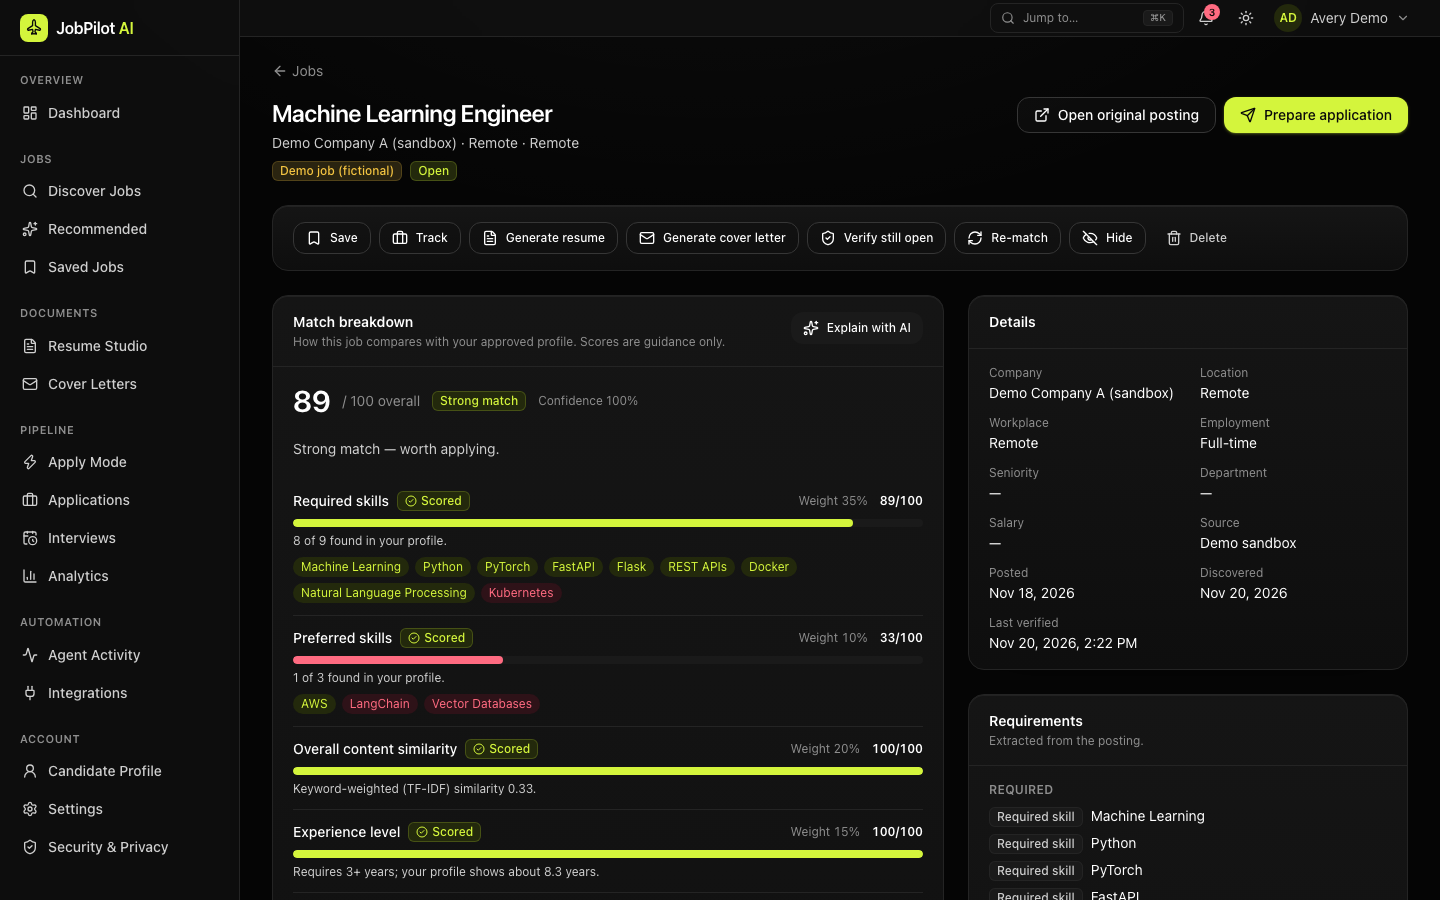 JobPilot AI
OVERVIEW
Dashboard
JOBS
Discover Jobs
Recommended
Saved Jobs
DOCUMENTS
Resume Studio
Cover Letters
PIPELINE
Apply Mode
Applications
Interviews
Analytics
AUTOMATION
Agent Activity
Integrations
ACCOUNT
Candidate Profile
Settings
Security & Privacy
Jump to... ⌘K
3
AD Avery Demo
Jobs
Machine Learning Engineer
Demo Company A (sandbox) · Remote · Remote
Demo job (fictional) Open
Open original posting Prepare application
Save Track Generate resume Generate cover letter Verify still open Re-match Hide Delete
Match breakdown
How this job compares with your approved profile. Scores are guidance only.
Explain with AI
89 / 100 overall Strong match Confidence 100%
Strong match — worth applying.
Required skills Scored Weight 35% 89/100
8 of 9 found in your profile.
Machine Learning Python PyTorch FastAPI Flask REST APIs Docker
Natural Language Processing Kubernetes
Preferred skills Scored Weight 10% 33/100
1 of 3 found in your profile.
AWS LangChain Vector Databases
Overall content similarity Scored Weight 20% 100/100
Keyword-weighted (TF-IDF) similarity 0.33.
Experience level Scored Weight 15% 100/100
Requires 3+ years; your profile shows about 8.3 years.
Details
Company Location
Demo Company A (sandbox) Remote
Workplace Employment
Remote Full-time
Seniority Department
— —
Salary Source
— Demo sandbox
Posted Discovered
Nov 18, 2026 Nov 20, 2026
Last verified
Nov 20, 2026, 2:22 PM
Requirements
Extracted from the posting.
REQUIRED
Required skill Machine Learning
Required skill Python
Required skill PyTorch
Required skill FastAPI